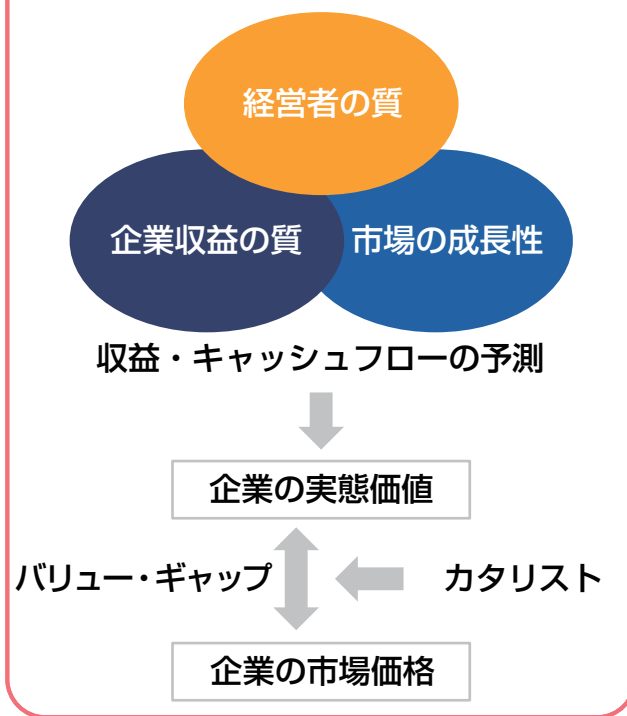 経営者の質
企業収益の質
市場の成長性
収益・キャッシュフローの予測
企業の実態価値
バリュー・ギャップ
カタリスト
企業の市場価格